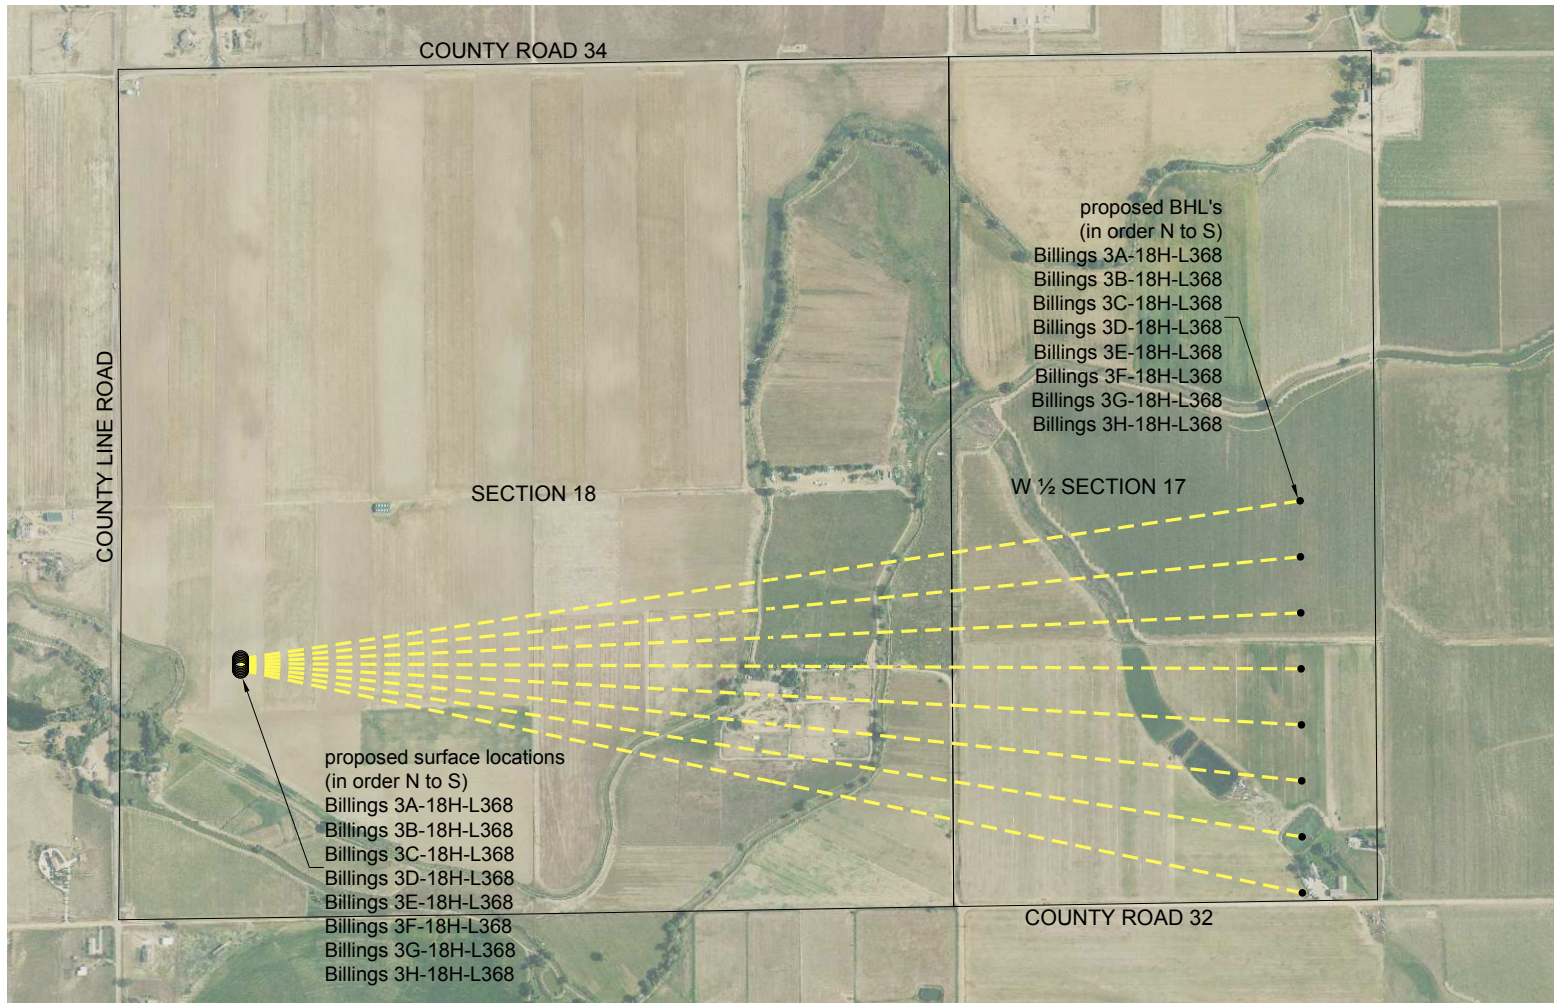 COUNTY ROAD 34
proposed BHL's
(in order N to S)
Billings 3A-18H-L368
Billings 3B-18H-L368
Billings 3C-18H-L368
Billings 3D-18H-L368
Billings 3E-18H-L368
Billings 3F-18H-L368
Billings 3G-18H-L368
Billings 3H-18H-L368
COUNTY LINE ROAD
SECTION 18
W ½ SECTION 17
proposed surface locations
(in order N to S)
Billings 3A-18H-L368
Billings 3B-18H-L368
Billings 3C-18H-L368
Billings 3D-18H-L368
Billings 3E-18H-L368
Billings 3F-18H-L368
Billings 3G-18H-L368
Billings 3H-18H-L368
COUNTY ROAD 32